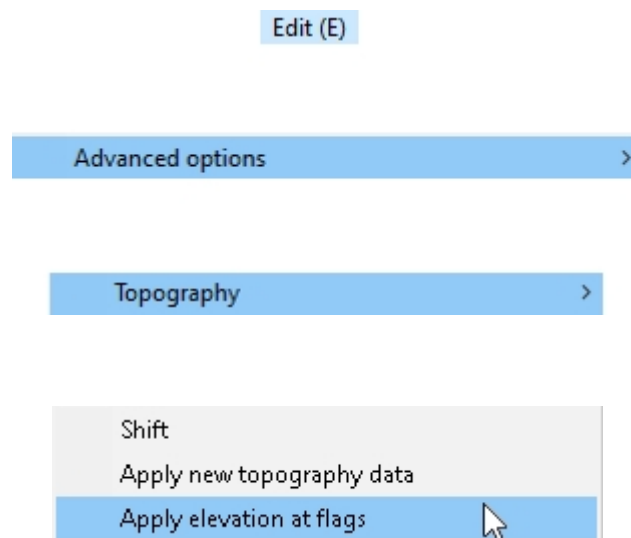 Edit (E)
Advanced options
Topography
Shift
Apply new topography data
Apply elevation at flags